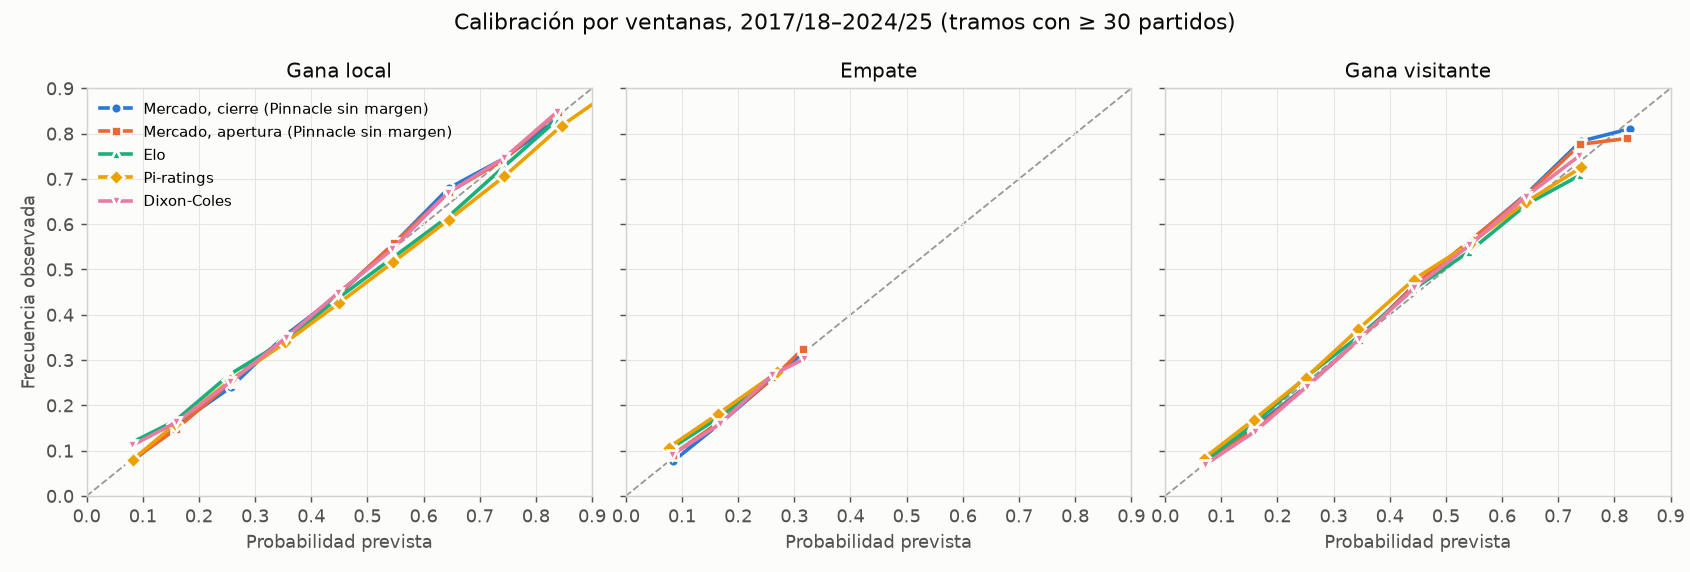 Calibración por ventanas, 2017/18–2024/25 (tramos con ≥ 30 partidos)
Gana local
Empate
Gana visitante
Mercado, cierre (Pinnacle sin margen)
Mercado, apertura (Pinnacle sin margen)
Elo
Pi-ratings
Dixon-Coles
Frecuencia observada
0.9
0.8
0.7
0.6
0.5
0.4
0.3
0.2
0.1
0.0
0.0 0.1 0.2 0.3 0.4 0.5 0.6 0.7 0.8 0.9
0.0 0.1 0.2 0.3 0.4 0.5 0.6 0.7 0.8 0.9
0.0 0.1 0.2 0.3 0.4 0.5 0.6 0.7 0.8 0.9
Probabilidad prevista
Probabilidad prevista
Probabilidad prevista